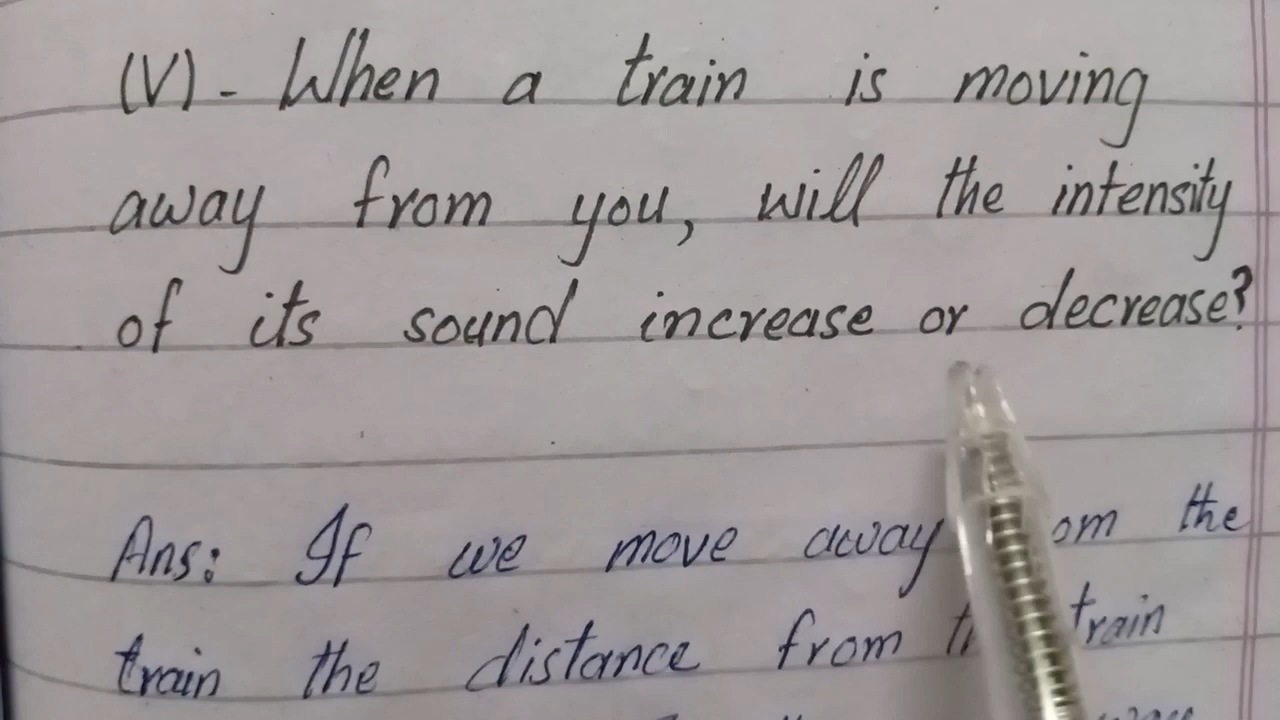 (V)- When a train is moving
away from you, will the intensity
of its sound increase or decrease?
Ans: If we move away om the
train the distance from train